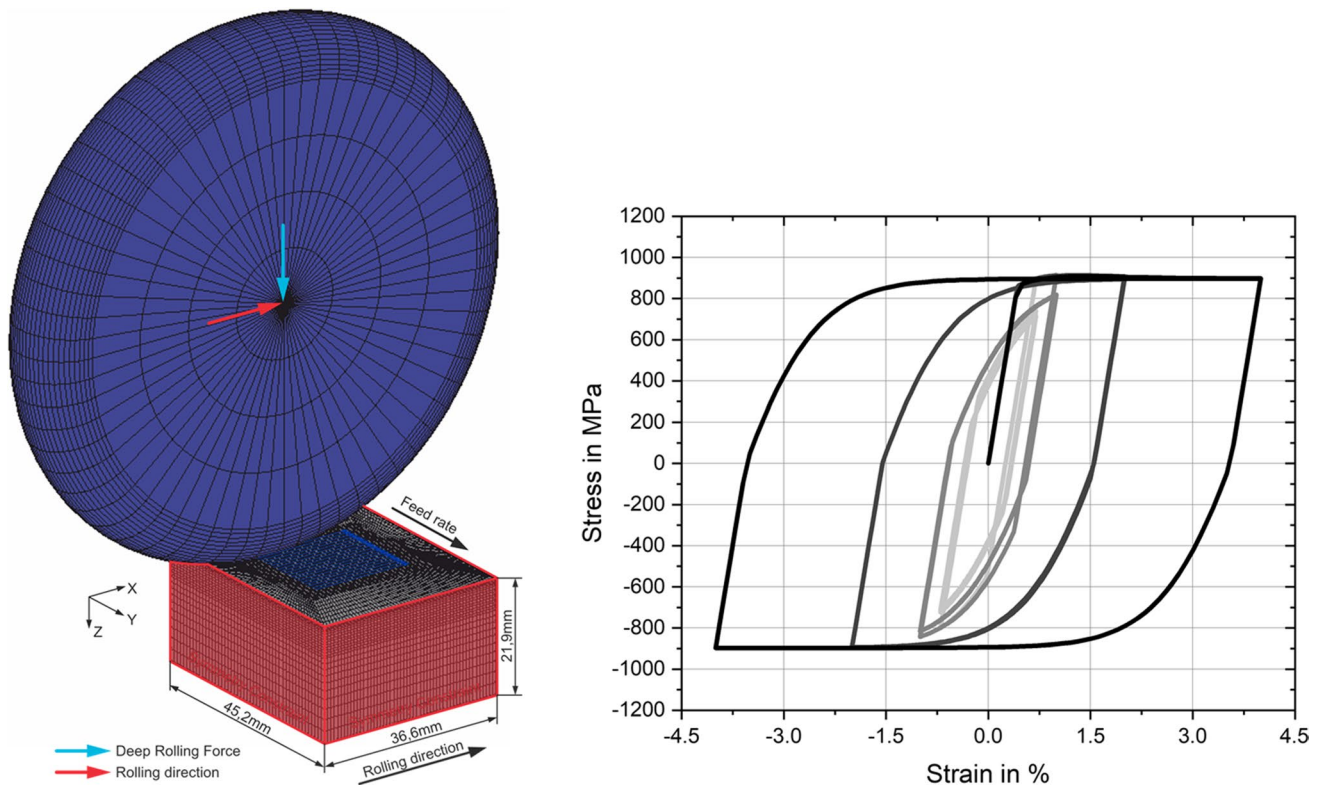 Feed rate
X
Y
Z
21,9mm
45,2mm
36,6mm
Rolling direction
Deep Rolling Force
Rolling direction
1200
1000
800
600
400
200
0
-200
-400
-600
-800
-1000
-1200
Stress in MPa
-4.5 -3.0 -1.5 0.0 1.5 3.0 4.5
Strain in %